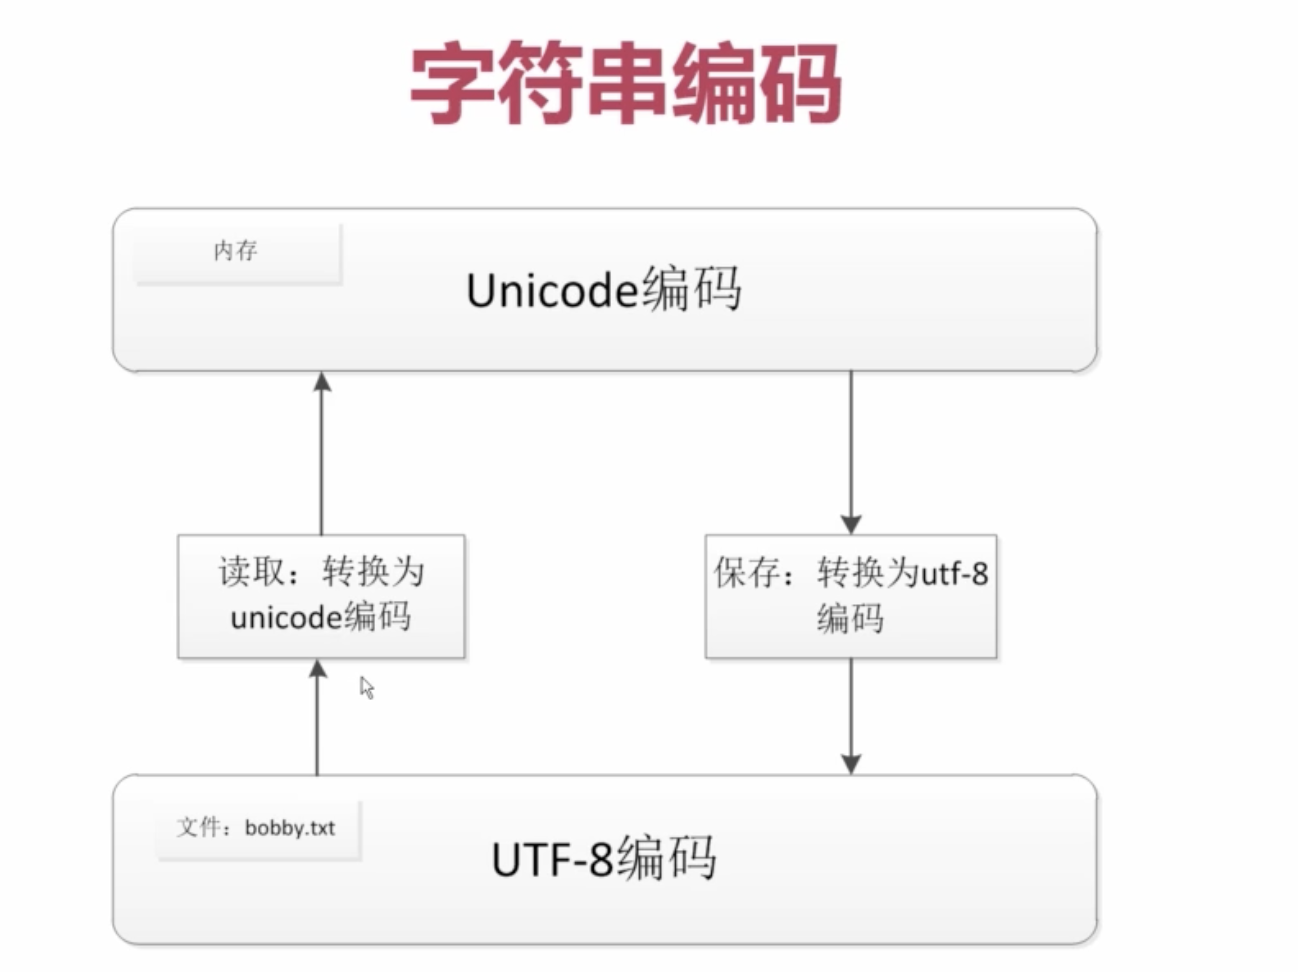 字符串编码
内存
Unicode编码
读取：转换为
unicode编码
保存：转换为utf-8
编码
文件：bobby.txt
UTF-8编码